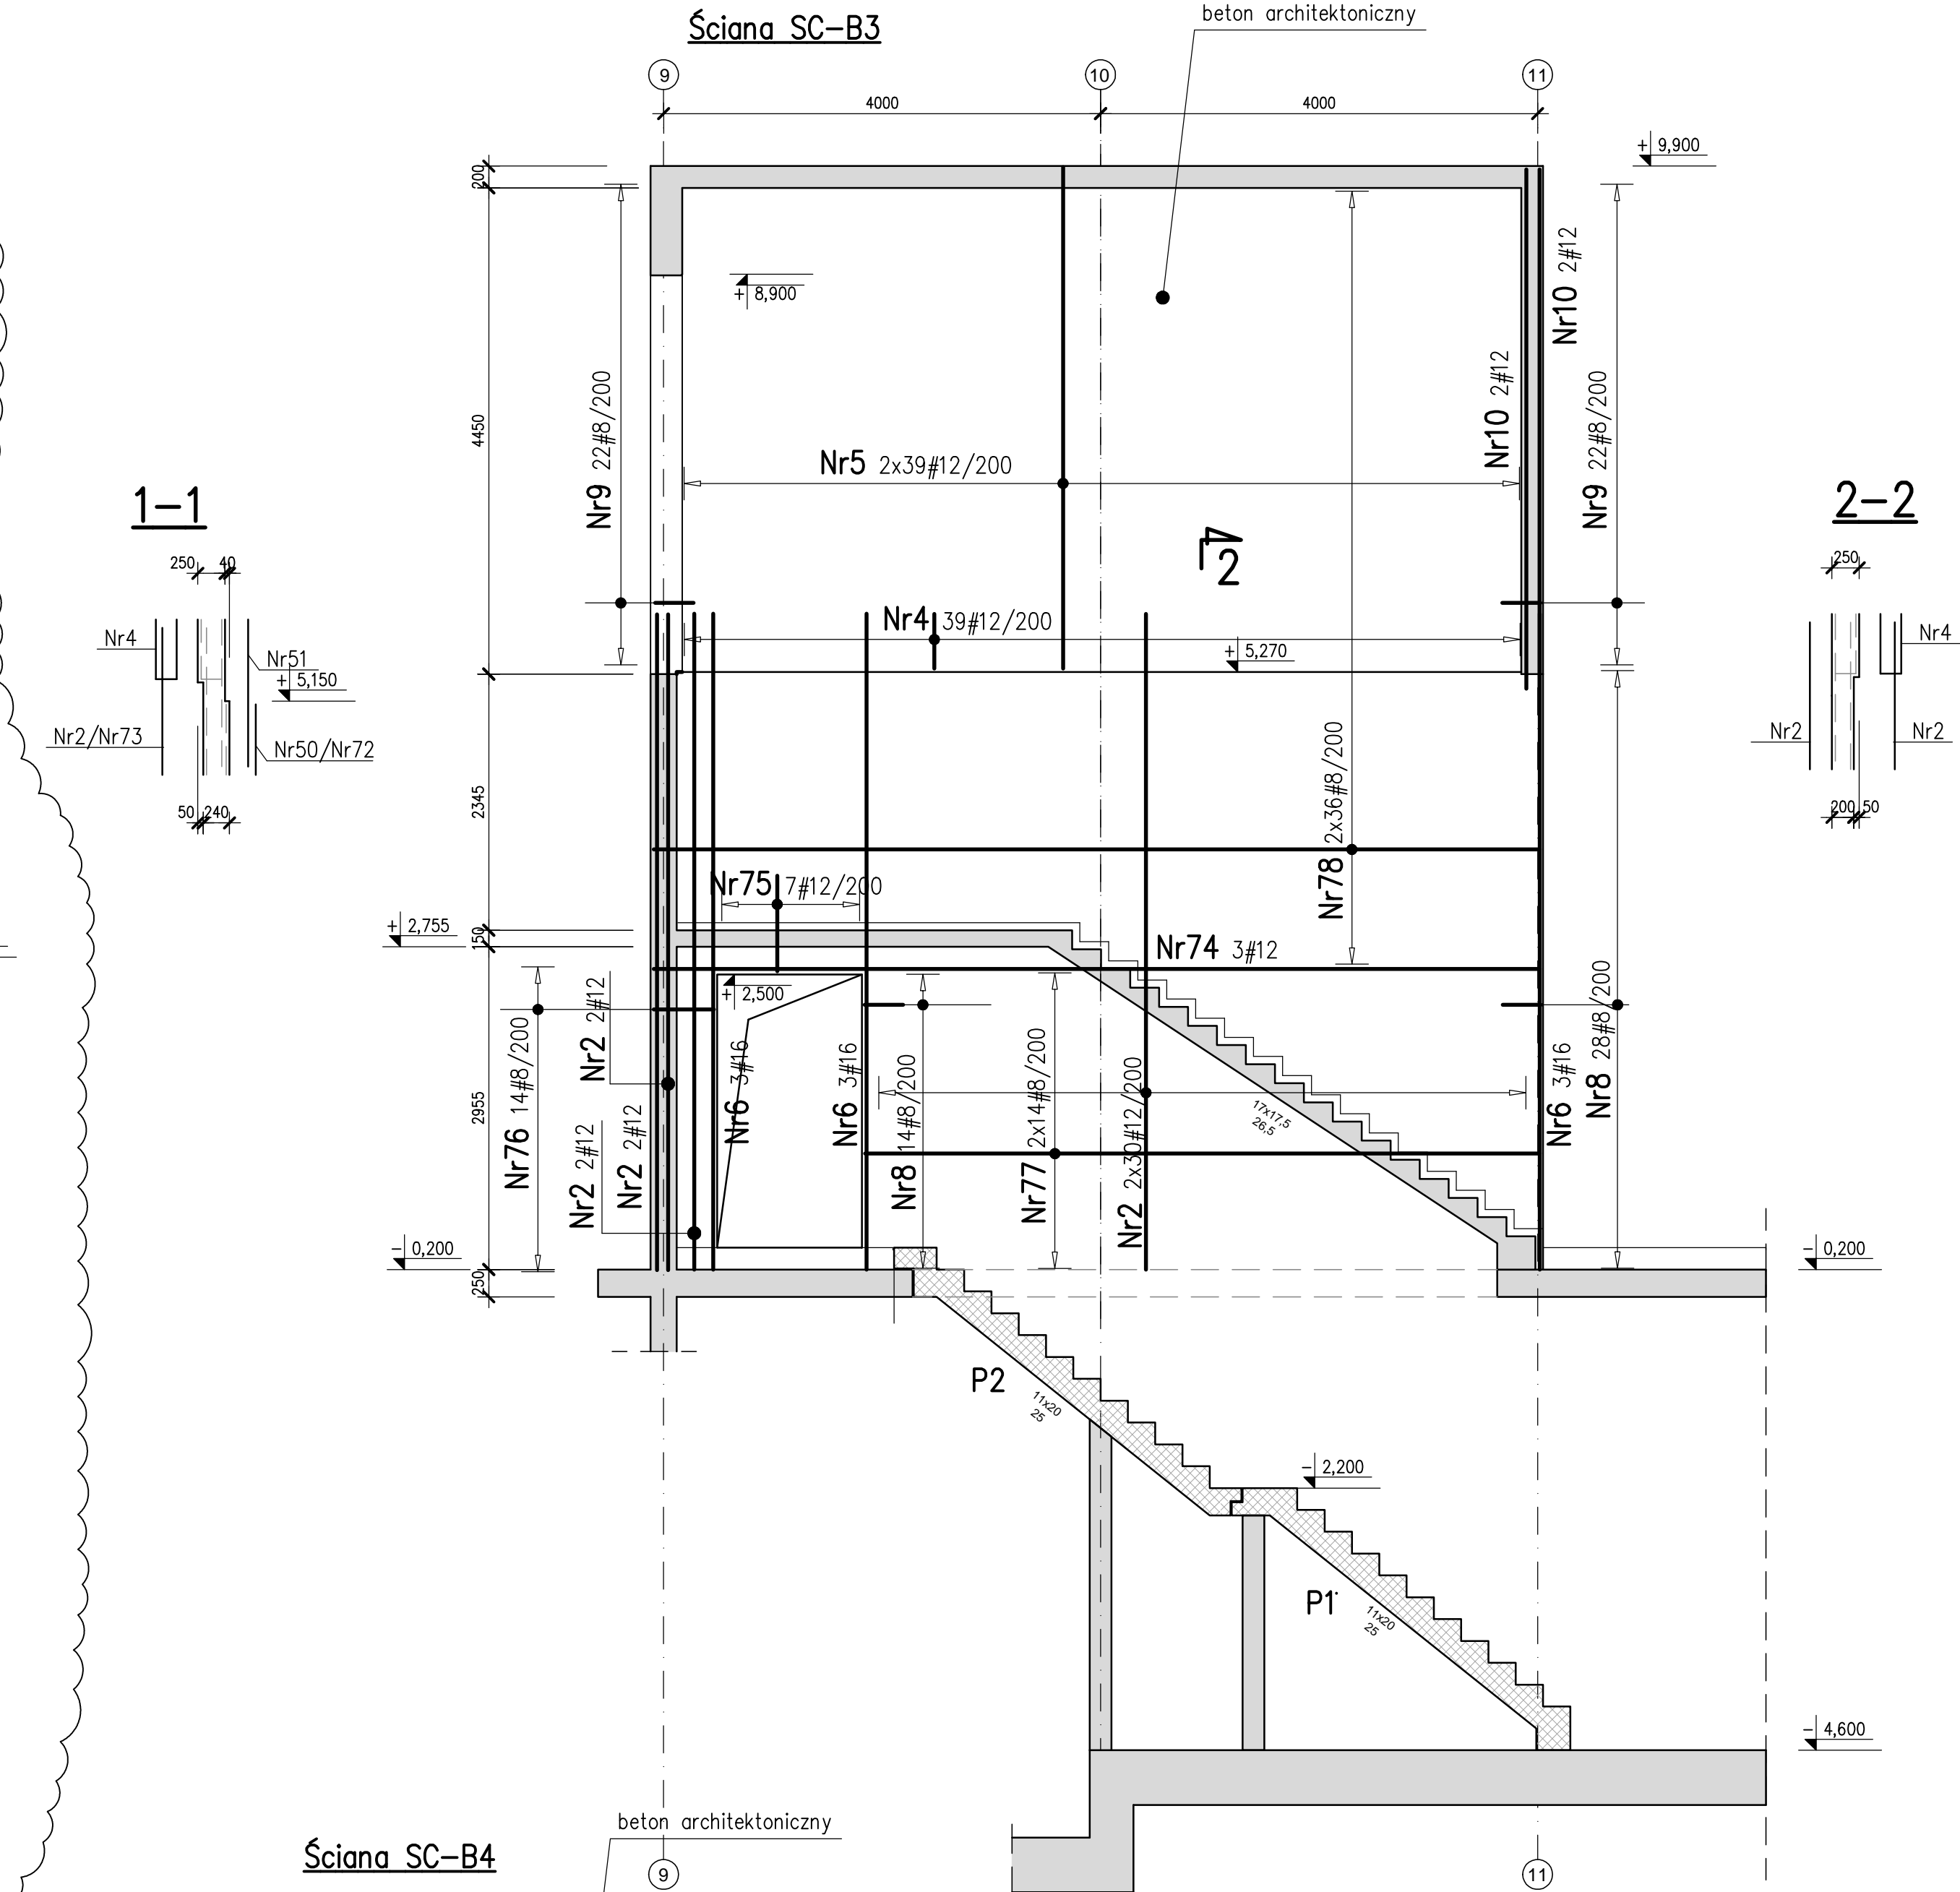 Ściana SC-B3
beton architektoniczny
9
10
11
4000
4000
+ 9,900
200
+ 8,900
Nr10 2#12
Nr10 2#12
Nr9 22#8/200
Nr9 22#8/200
4450
Nr5 2x39#12/200
1-1
2-2
2
250
40
250
Nr4
Nr51
+ 5,150
Nr2/Nr73
Nr50/Nr72
50
240
Nr4 39#12/200
+ 5,270
Nr4
Nr2
Nr2
200
50
2345
Nr78 2x36#8/200
Nr75 7#12/200
+ 2,755
150
Nr74 3#12
+ 2,500
2955
Nr76 14#8/200
Nr2 2#12
Nr2 2#12
Nr2 2#12
Nr6 3#16
Nr6 3#16
Nr8 14#8/200
Nr77 2x14#8/200
Nr2 2x30#12/200
17x17,5
26,5
Nr6 3#16
Nr8 28#8/200
- 0,200
- 0,200
250
P2
11x20
25
- 2,200
P1
11x20
25
- 4,600
beton architektoniczny
Ściana SC-B4
9
11